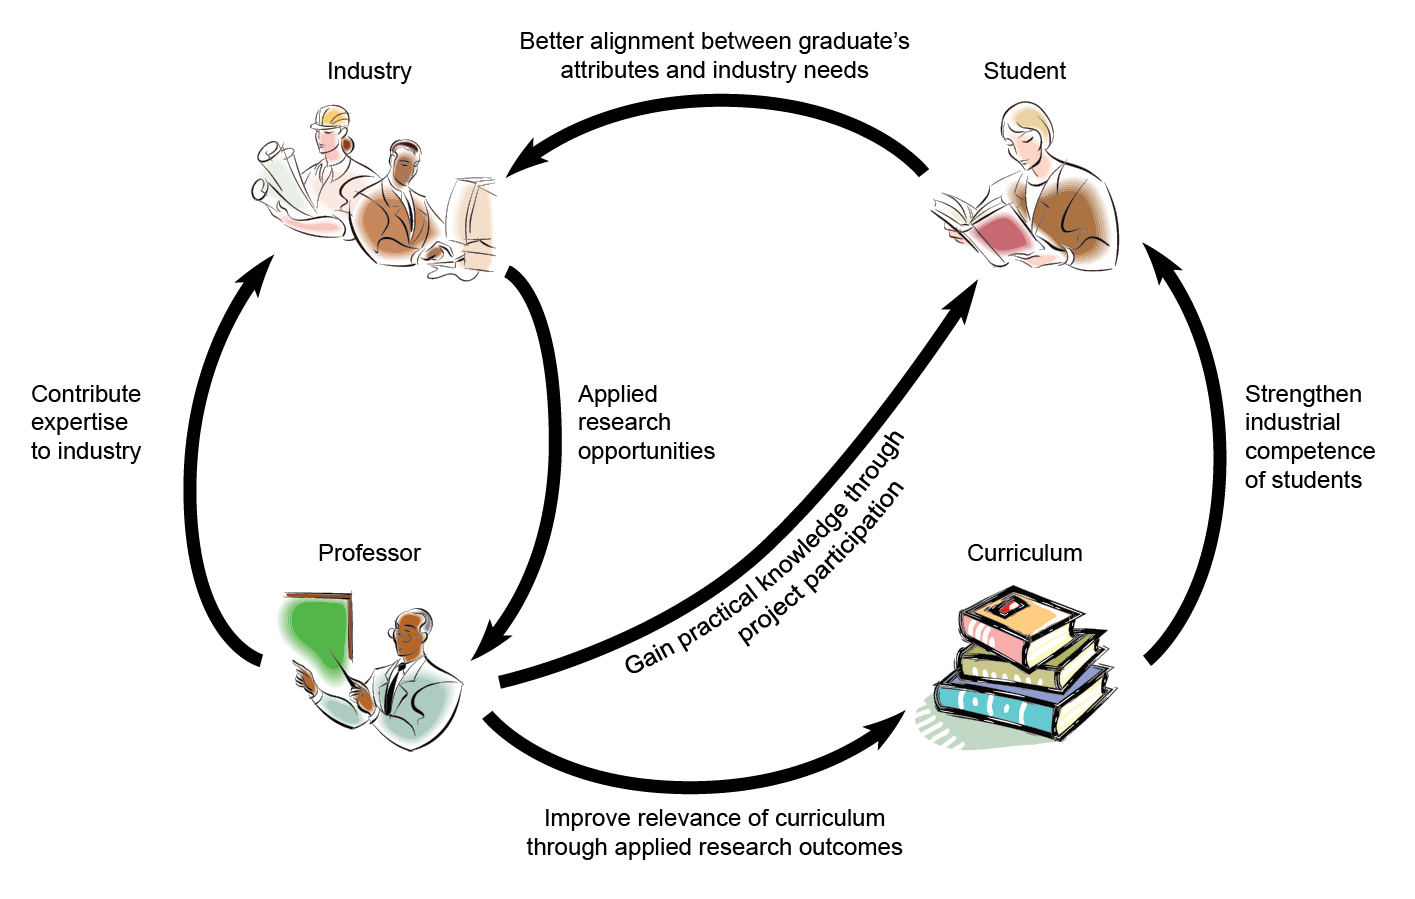 Better alignment between graduate’s
attributes and industry needs
Industry
Student
Contribute
expertise
to industry
Applied
research
opportunities
Strengthen
industrial
competence
of students
Gain practical knowledge through
project participation
Professor
Curriculum
Improve relevance of curriculum
through applied research outcomes